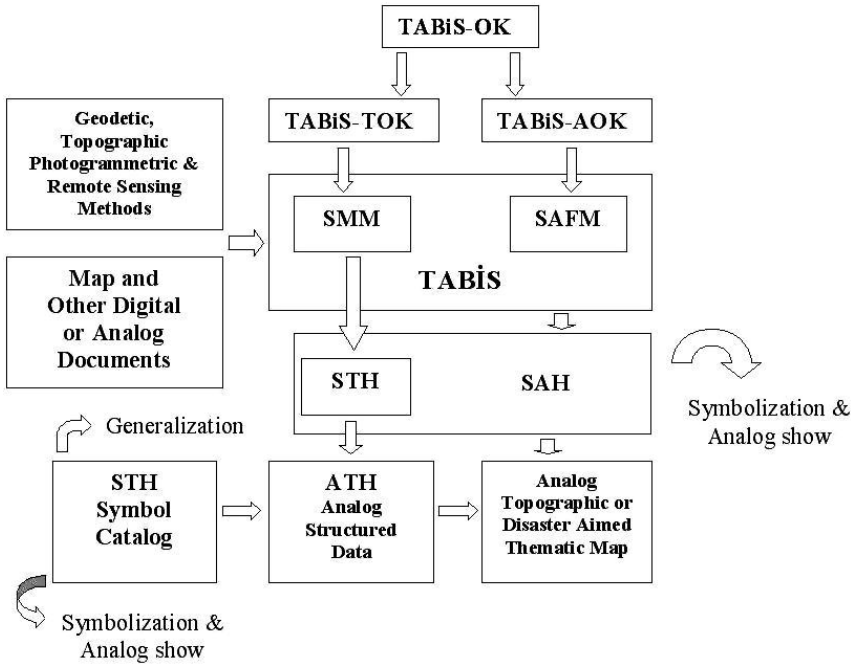 TABiS-OK
TABiS-TOK
TABiS-AOK
Geodetic,
Topographic
Photogrammetric &
Remote Sensing
Methods
SMM
SAFM
TABİS
Map and
Other Digital
or Analog
Documents
STH
SAH
Symbolization &
Analog show
Generalization
STH
Symbol
Catalog
ATH
Analog
Structured
Data
Analog
Topographic or
Disaster Aimed
Thematic Map
Symbolization &
Analog show